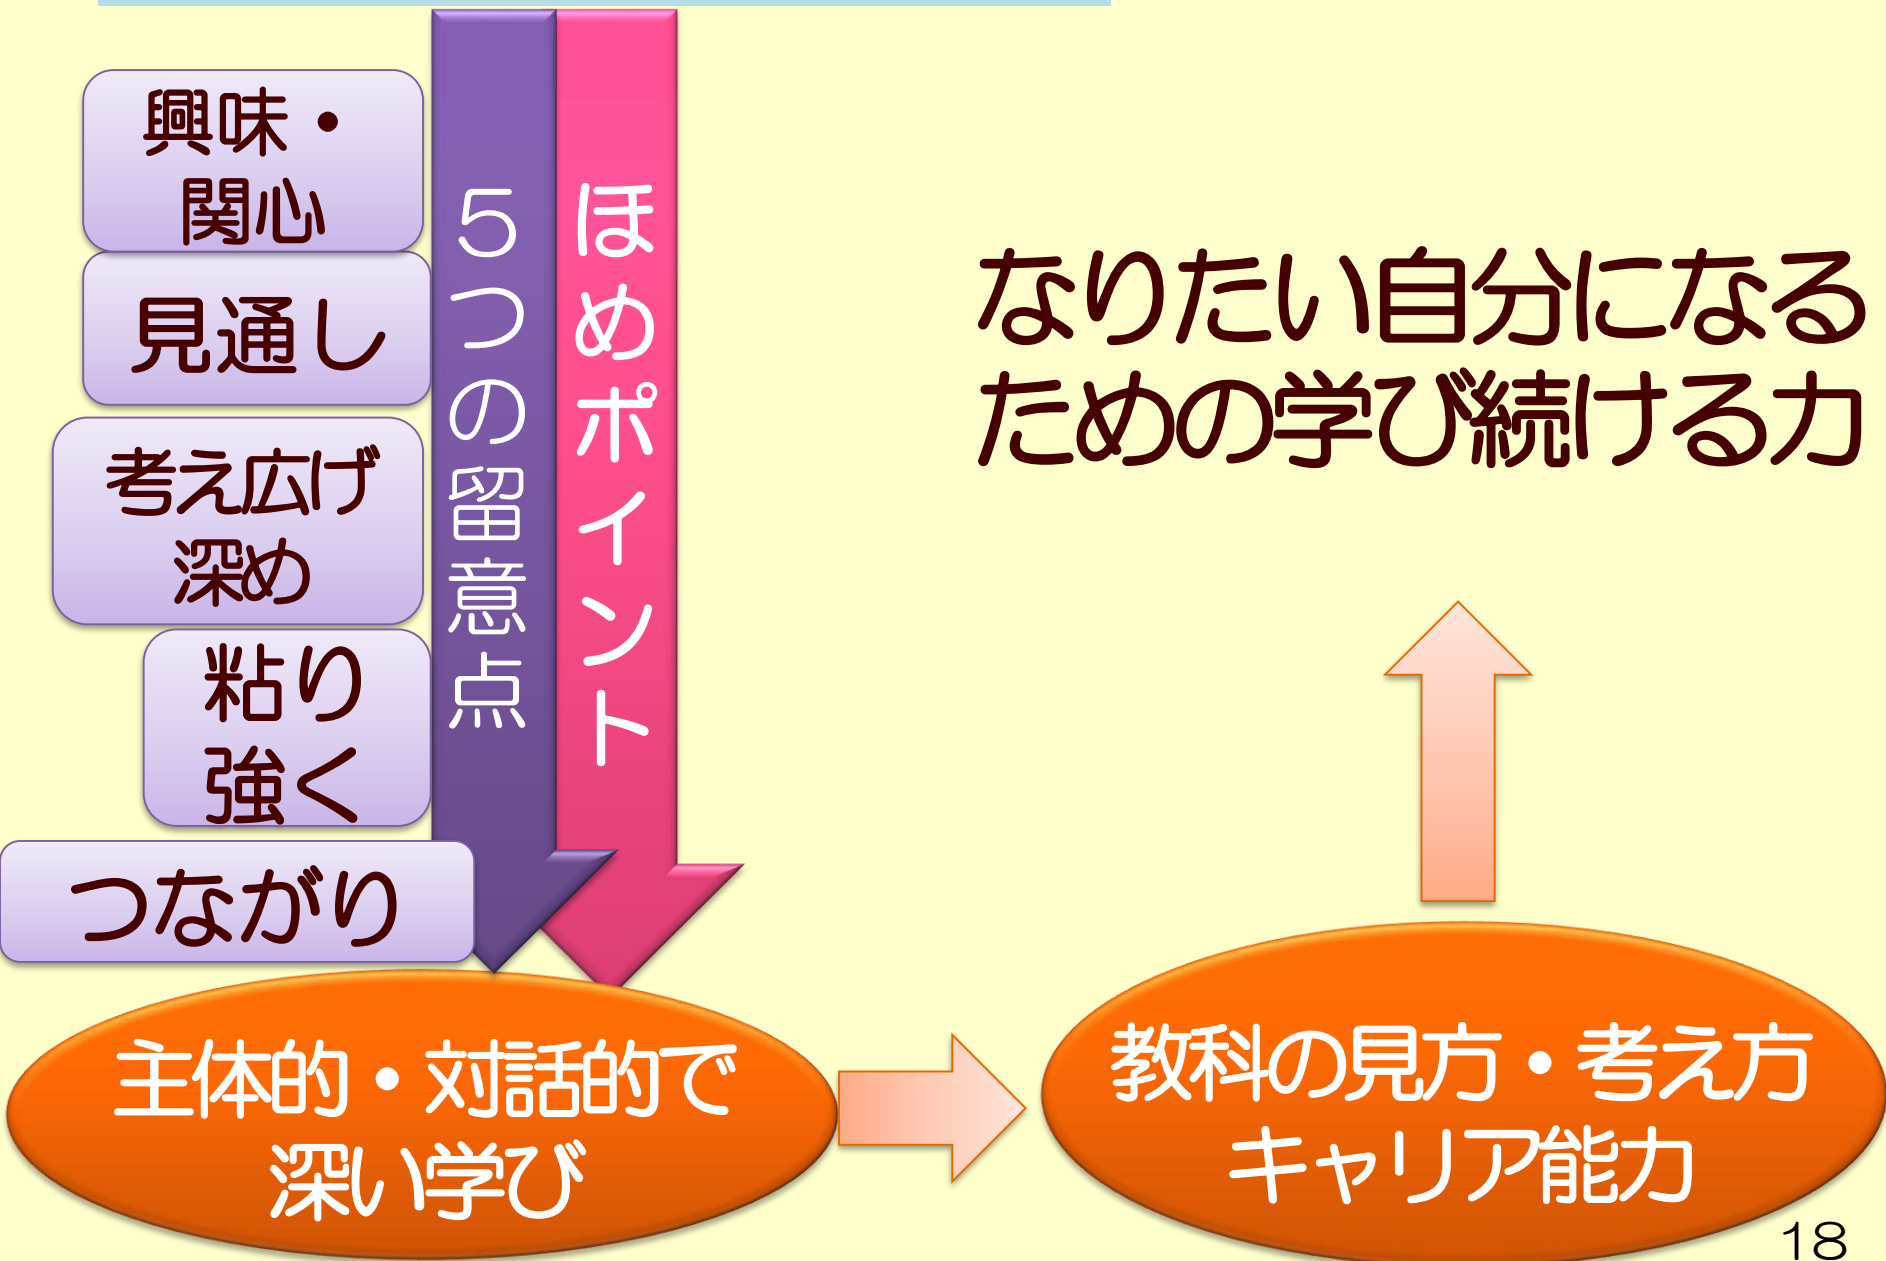 興味・
関心
見通し
考え広げ
深め
粘り
強く
つながり
５つの留意点
ほめポイント
主体的・対話的で
深い学び
教科の見方・考え方
キャリア能力
なりたい自分になる
ための学び続ける力
18